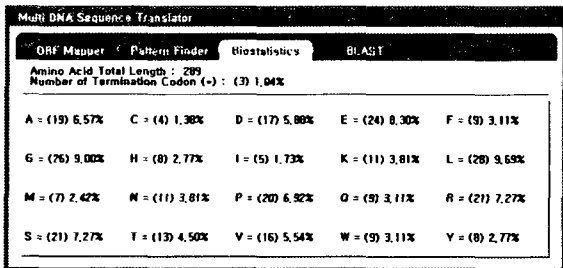 Multi DNA Sequence Translator
ORF Mapper Pattern Finder Biostatistics BLAST
Amino Acid Total Length : 289
Number of Termination Codon (*) : (3) 1,04%
A = (19) 6,57% C = (4) 1,38% D = (17) 5,88% E = (24) 8,30% F = (9) 3,11%
G = (26) 9,00% H = (8) 2,77% I = (5) 1,73% K = (11) 3,81% L = (28) 9,69%
M = (7) 2,42% N = (11) 3,81% P = (20) 6,92% Q = (9) 3,11% R = (21) 7,27%
S = (21) 7,27% T = (13) 4,50% V = (16) 5,54% W = (9) 3,11% Y = (8) 2,77%